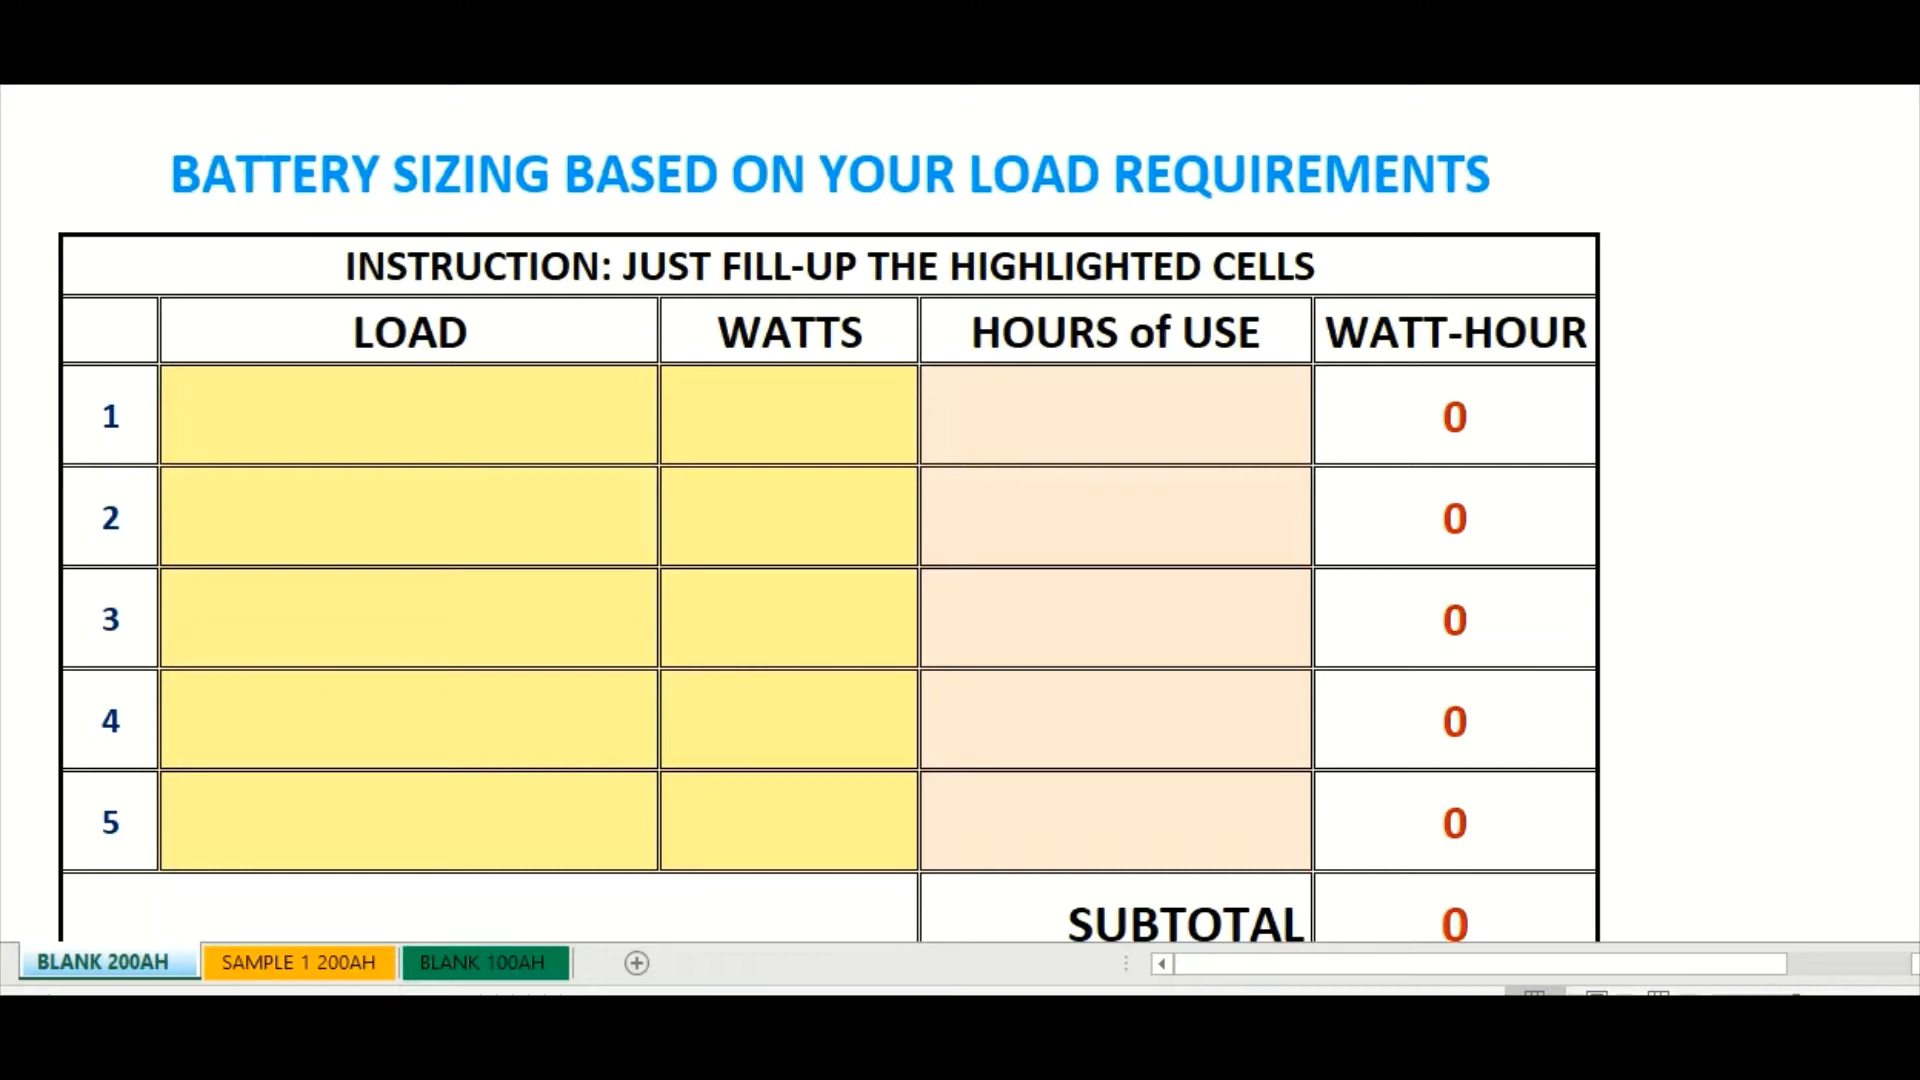 BATTERY SIZING BASED ON YOUR LOAD REQUIREMENTS
INSTRUCTION: JUST FILL-UP THE HIGHLIGHTED CELLS
LOAD WATTS HOURS of USE WATT-HOUR
1 0
2 0
3 0
4 0
5 0
SUBTOTAL 0
BLANK 200AH SAMPLE 1 200AH BLANK 100AH